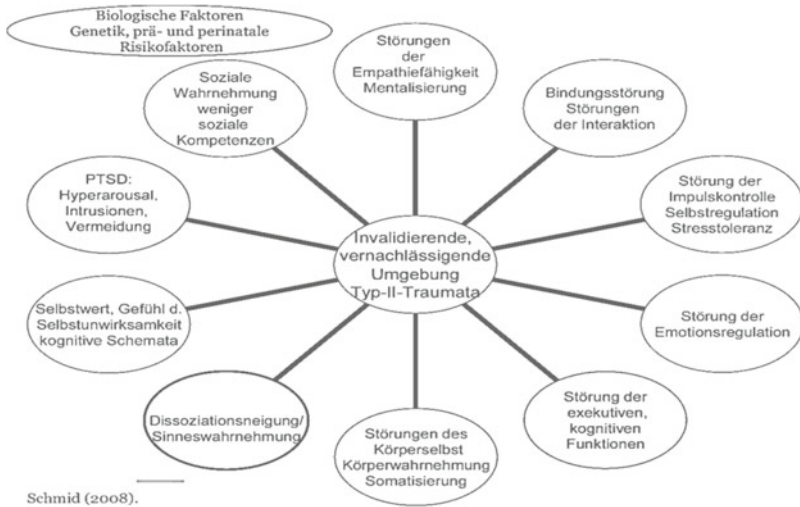 Biologische Faktoren
Genetik, prä- und perinatale
Risikofaktoren
Störungen
der
Empathiefähigkeit
Mentalisierung
Soziale
Wahrnehmung
weniger
soziale
Kompetenzen
Bindungsstörung
Störungen
der Interaktion
PTSD:
Hyperarousal,
Intrusionen,
Vermeidung
Störung der
Impulskontrolle
Selbstregulation
Stresstoleranz
Invalidierende,
vernachlässigende
Umgebung
Typ-II-Traumata
Selbstwert, Gefühl d.
Selbstunwirksamkeit
kognitive Schemata
Störung der
Emotionsregulation
Dissoziationsneigung/
Sinneswahrnehmung
Störungen des
Körperselbst
Körperwahrnehmung
Somatisierung
Störung der
exekutiven,
kognitiven
Funktionen
Schmid (2008).